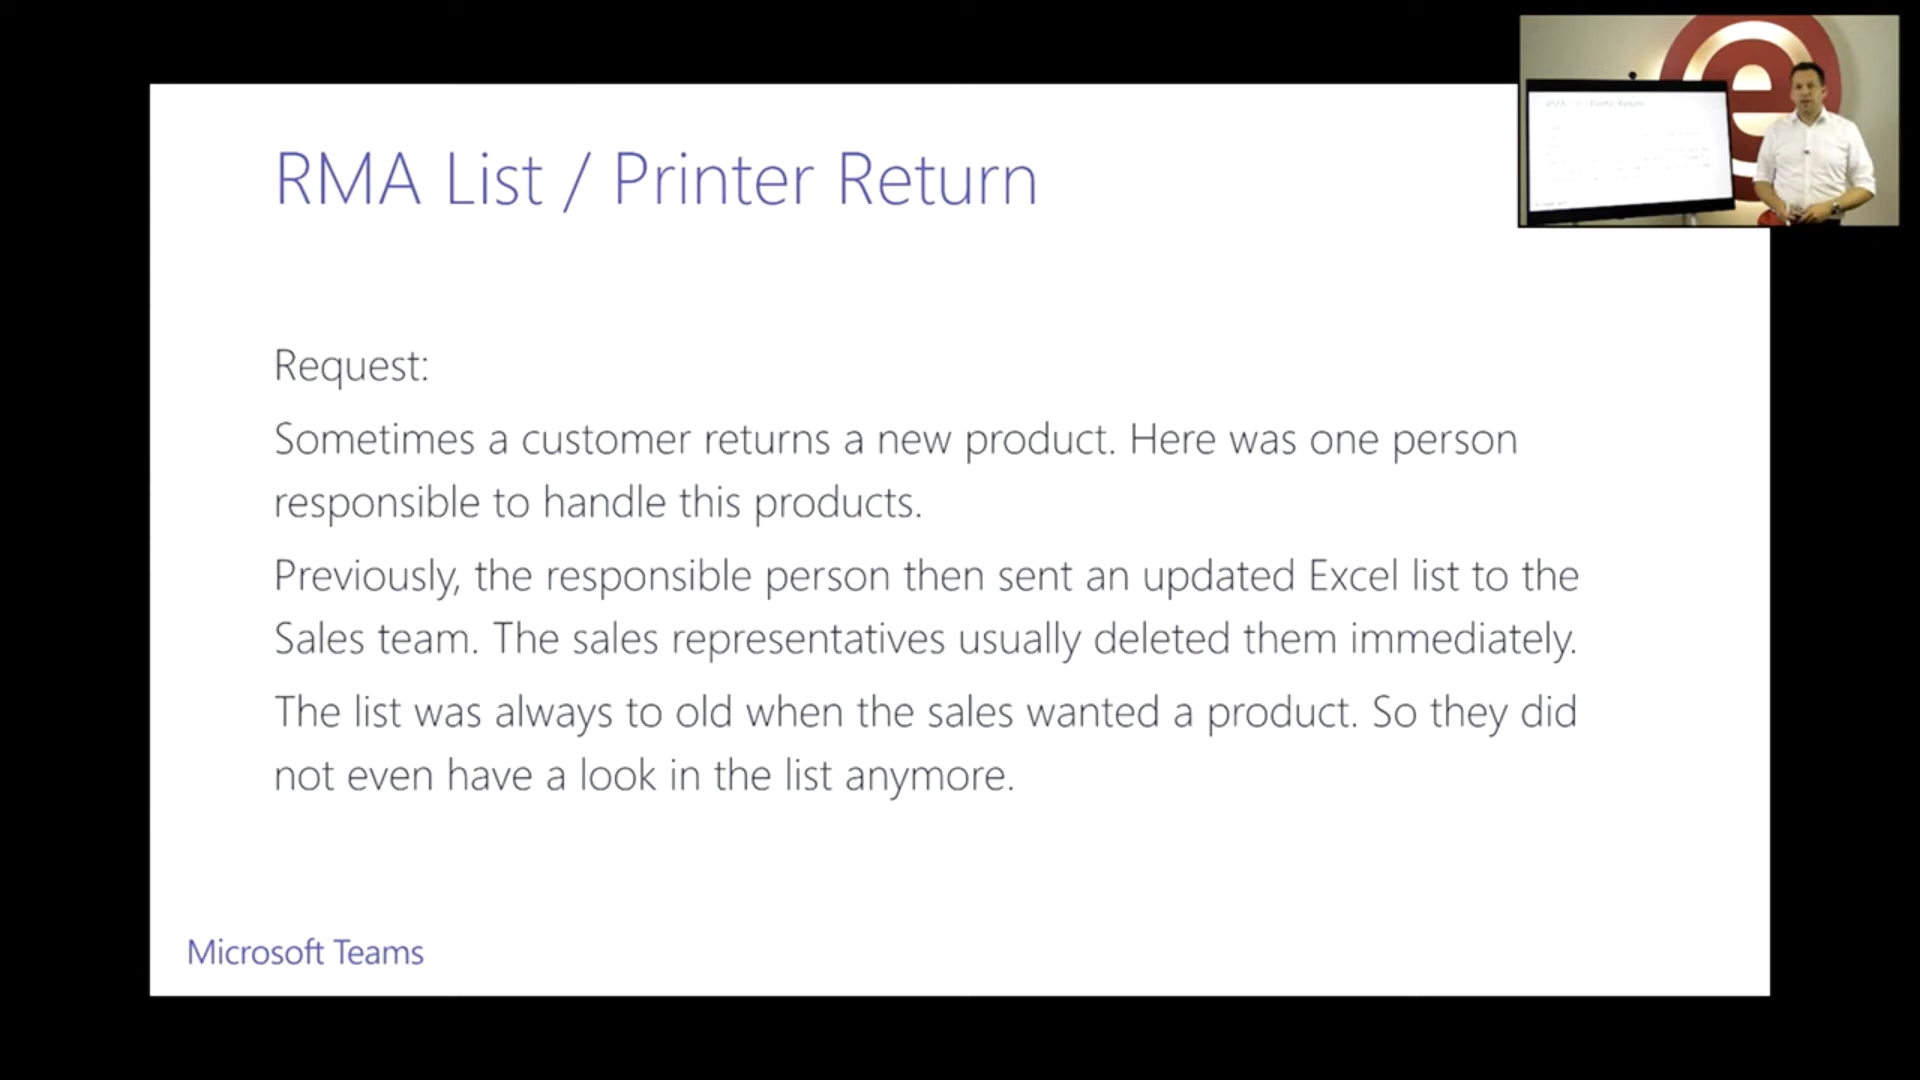 RMA List / Printer Return
Request:
Sometimes a customer returns a new product. Here was one person
responsible to handle this products.
Previously, the responsible person then sent an updated Excel list to the
Sales team. The sales representatives usually deleted them immediately.
The list was always to old when the sales wanted a product. So they did
not even have a look in the list anymore.
Microsoft Teams
e